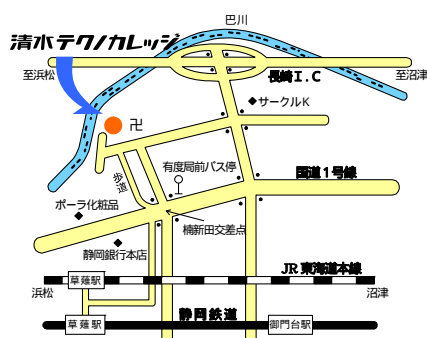 巴川
清水テクノカレッジ
至浜松
至沼津
長崎I.C
サークルK
卍
有度局前バス停
国道1号線
歩道
ポーラ化粧品
楠新田交差点
静岡銀行本店
JR東海道本線
草薙駅
浜松
沼津
静岡鉄道
草薙駅
御門台駅